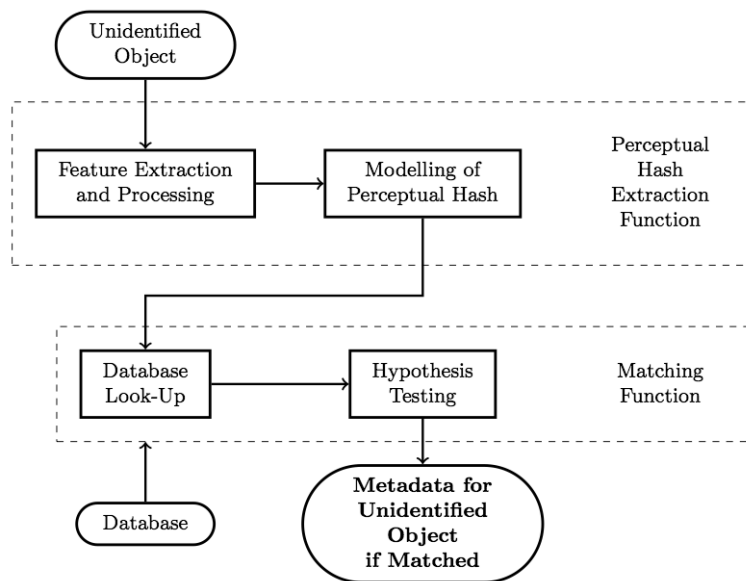 Unidentified
Object
Feature Extraction
and Processing
Modelling of
Perceptual Hash
Perceptual
Hash
Extraction
Function
Database
Look-Up
Hypothesis
Testing
Matching
Function
Database
Metadata for
Unidentified
Object
if Matched